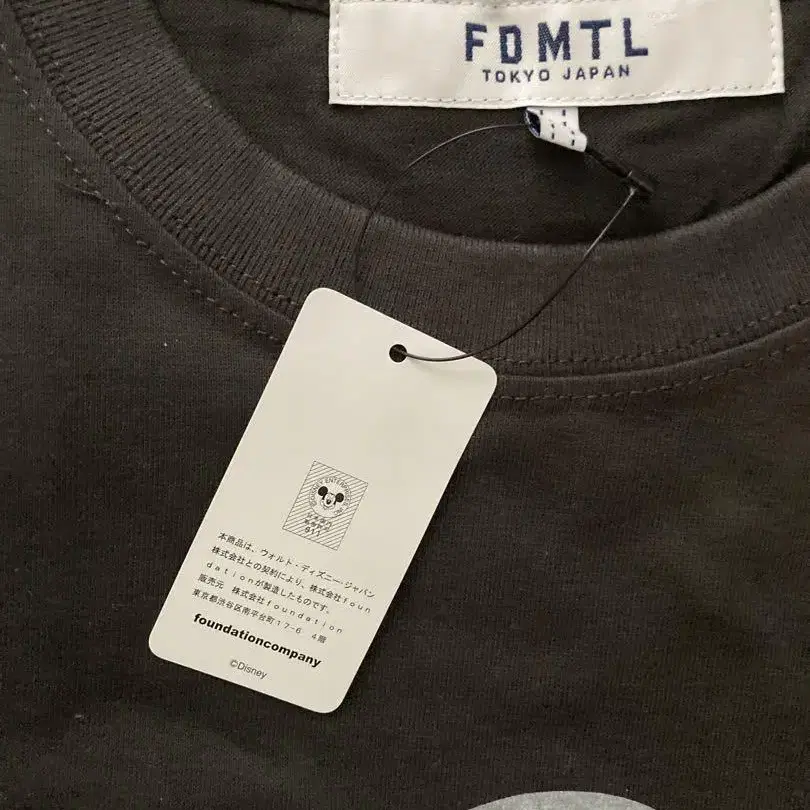 FDMTL
TOKYO JAPAN
本商品は、ウォルト・ディズニー・ジャパン
株式会社との契約により、株式会社ｆｏｕｎ
ｄａｔｉｏｎが製造したものです。
販売元 株式会社ｆｏｕｎｄａｔｉｏｎ
東京都渋谷区南平台町１７−６ ４階
foundationcompany
©Disney